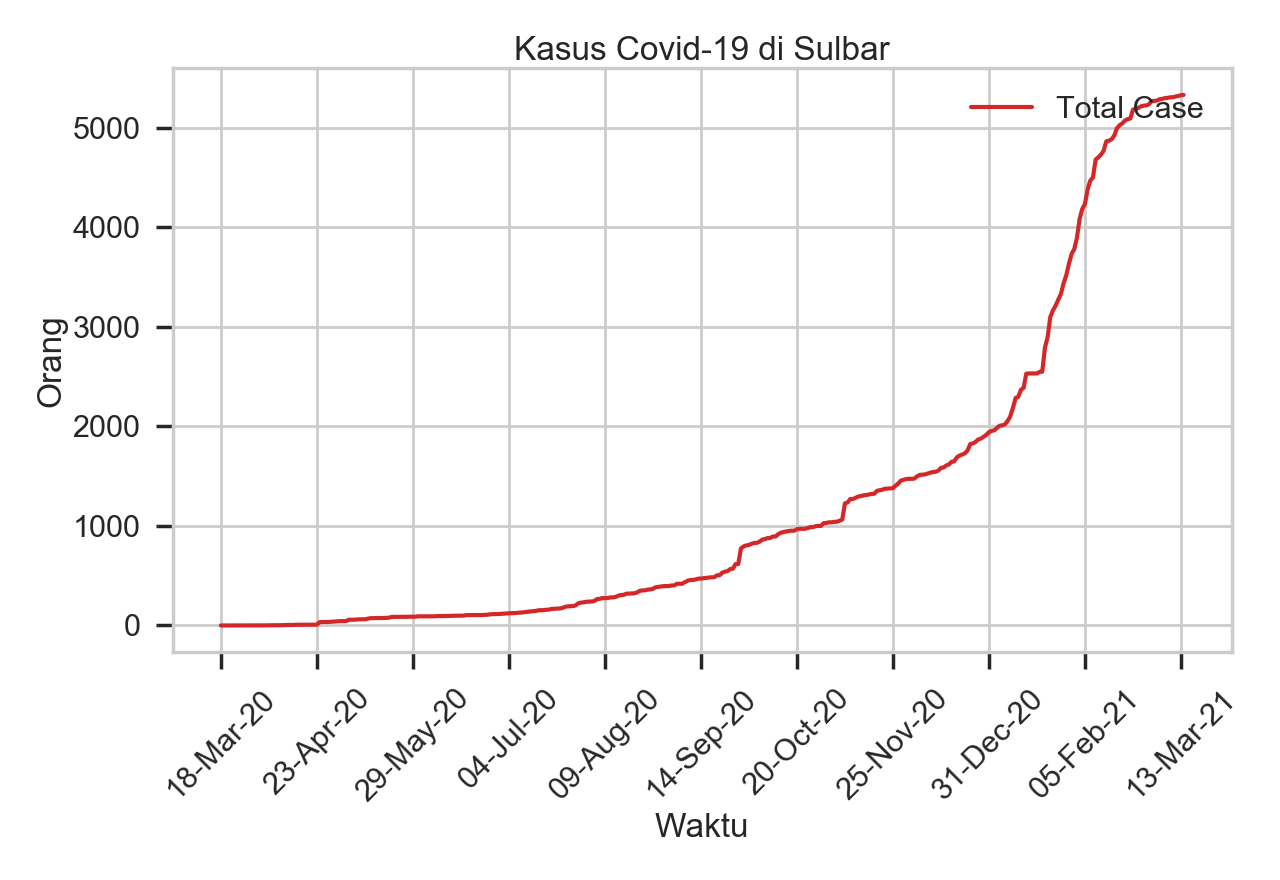 Kasus Covid-19 di Sulbar
Total Case
Orang
5000
4000
3000
2000
1000
0
18-Mar-20
23-Apr-20
29-May-20
04-Jul-20
09-Aug-20
14-Sep-20
20-Oct-20
25-Nov-20
31-Dec-20
05-Feb-21
13-Mar-21
Waktu